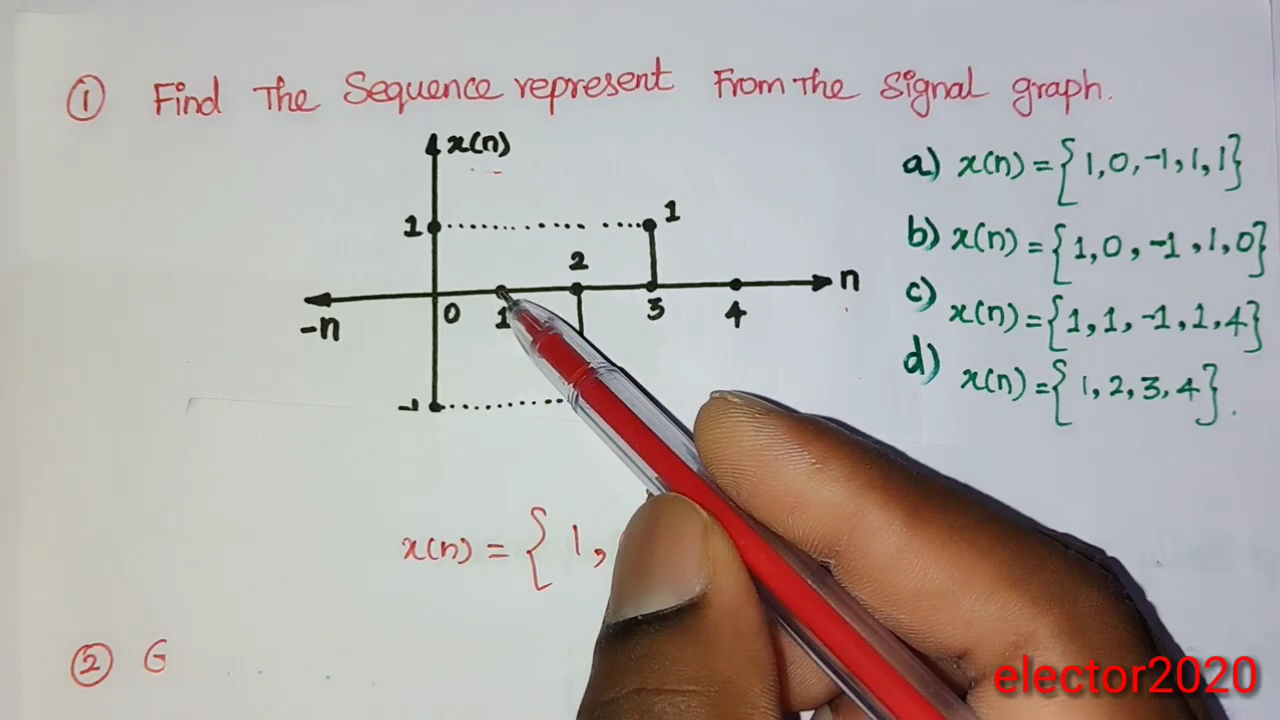 ① Find The Sequence represent From The Signal graph.
x(n)
1 1
2
-n 0 1 3 4 n
-1
a) x(n) = { 1, 0, -1, 1, 1}
b) x(n) = {1, 0, -1, 1, 0}
c) x(n) = {1, 1, -1, 1, 4}
d) x(n) = { 1, 2, 3, 4}.
x(n) = { 1,
② G
elector2020